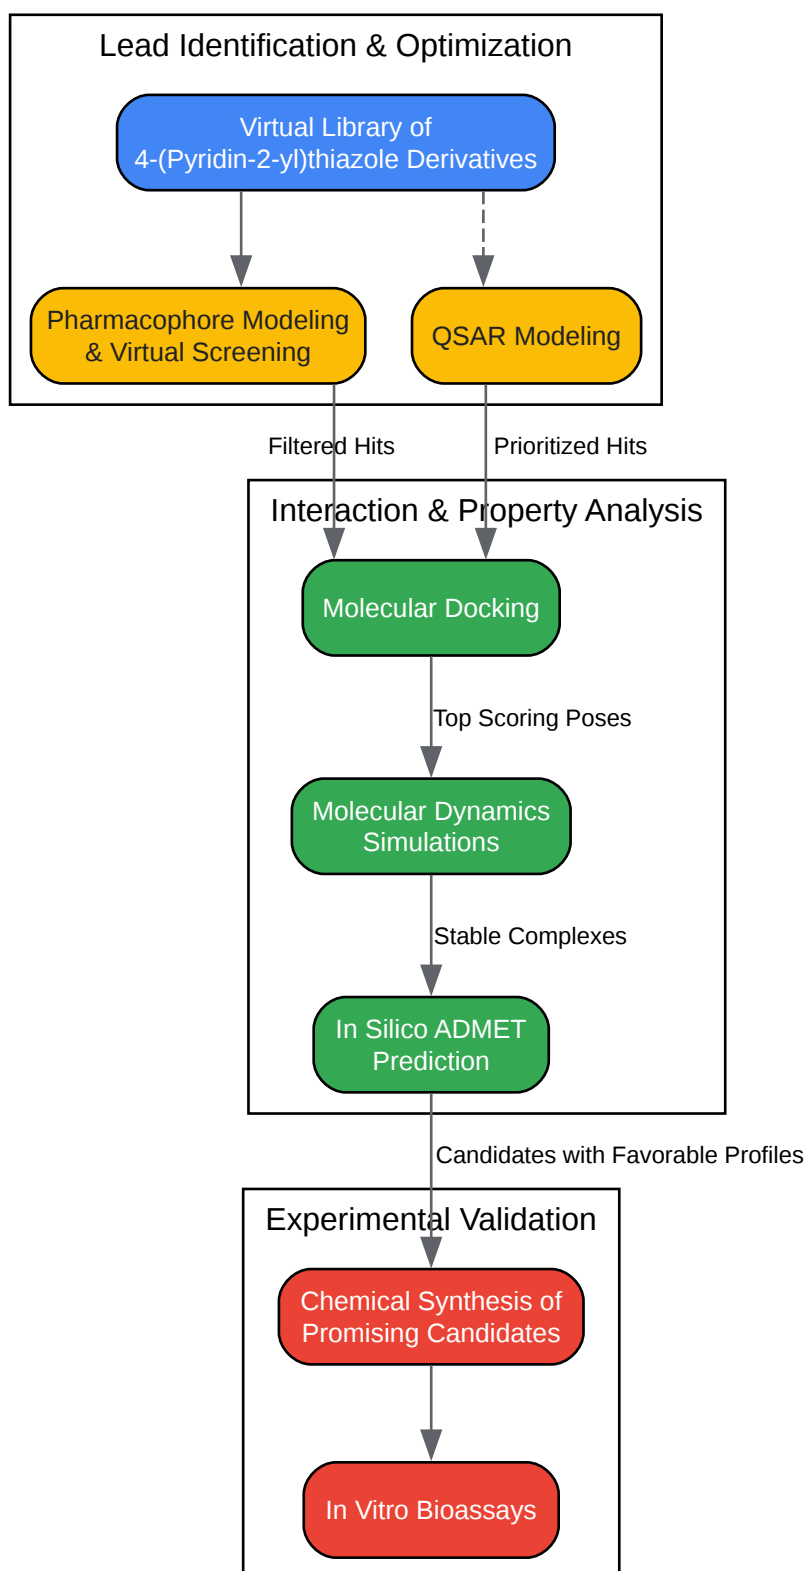 Lead Identification & Optimization
Virtual Library of
4-(Pyridin-2-yl)thiazole Derivatives
Pharmacophore Modeling
& Virtual Screening
QSAR Modeling
Filtered Hits
Prioritized Hits
Interaction & Property Analysis
Molecular Docking
Top Scoring Poses
Molecular Dynamics
Simulations
Stable Complexes
In Silico ADMET
Prediction
Candidates with Favorable Profiles
Experimental Validation
Chemical Synthesis of
Promising Candidates
In Vitro Bioassays